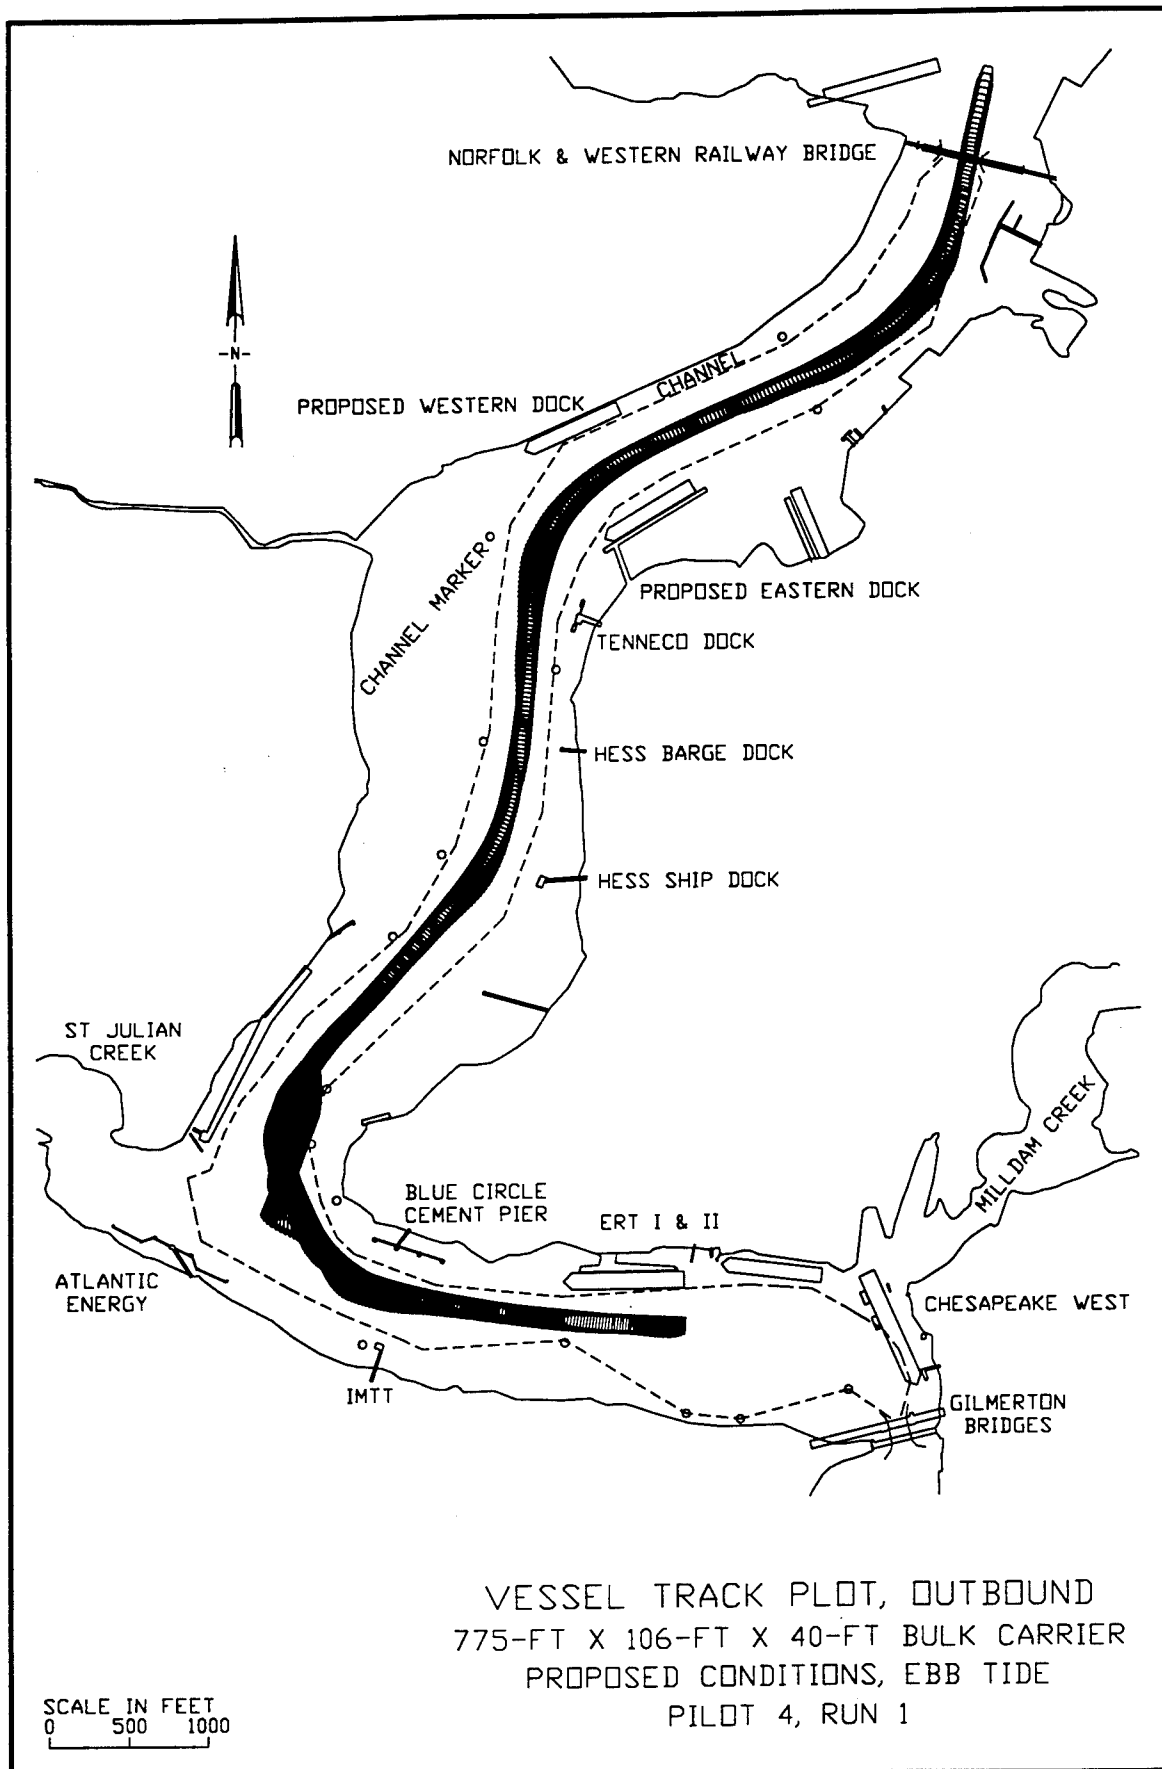 NORFOLK & WESTERN RAILWAY BRIDGE
-N-
CHANNEL
PROPOSED WESTERN DOCK
CHANNEL MARKER
PROPOSED EASTERN DOCK
TENNECO DOCK
HESS BARGE DOCK
HESS SHIP DOCK
ST JULIAN
CREEK
MILLDAM CREEK
BLUE CIRCLE
CEMENT PIER
ERT I & II
ATLANTIC
ENERGY
CHESAPEAKE WEST
IMTT
GILMERTON
BRIDGES
VESSEL TRACK PLOT, OUTBOUND
775-FT X 106-FT X 40-FT BULK CARRIER
PROPOSED CONDITIONS, EBB TIDE
PILOT 4, RUN 1
SCALE IN FEET
0 500 1000